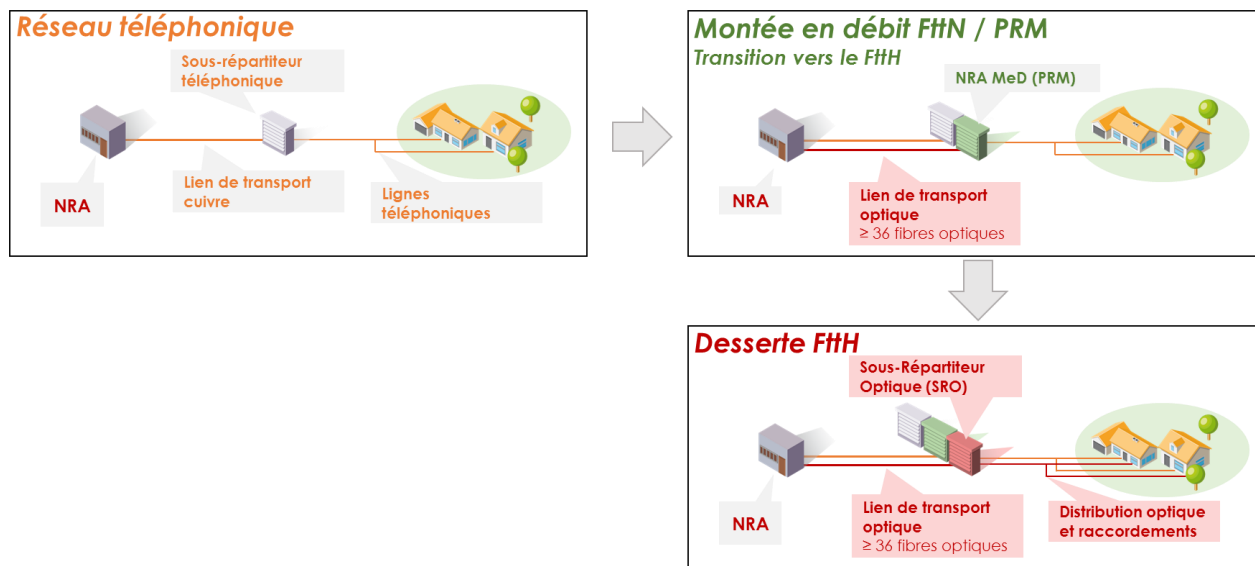 Réseau téléphonique
Sous-répartiteur
téléphonique
NRA
Lien de transport
cuivre
Lignes
téléphoniques
Montée en débit FttN / PRM
Transition vers le FttH
NRA MeD (PRM)
NRA
Lien de transport
optique
≥ 36 fibres optiques
Desserte FttH
Sous-Répartiteur
Optique (SRO)
NRA
Lien de transport
optique
≥ 36 fibres optiques
Distribution optique
et raccordements